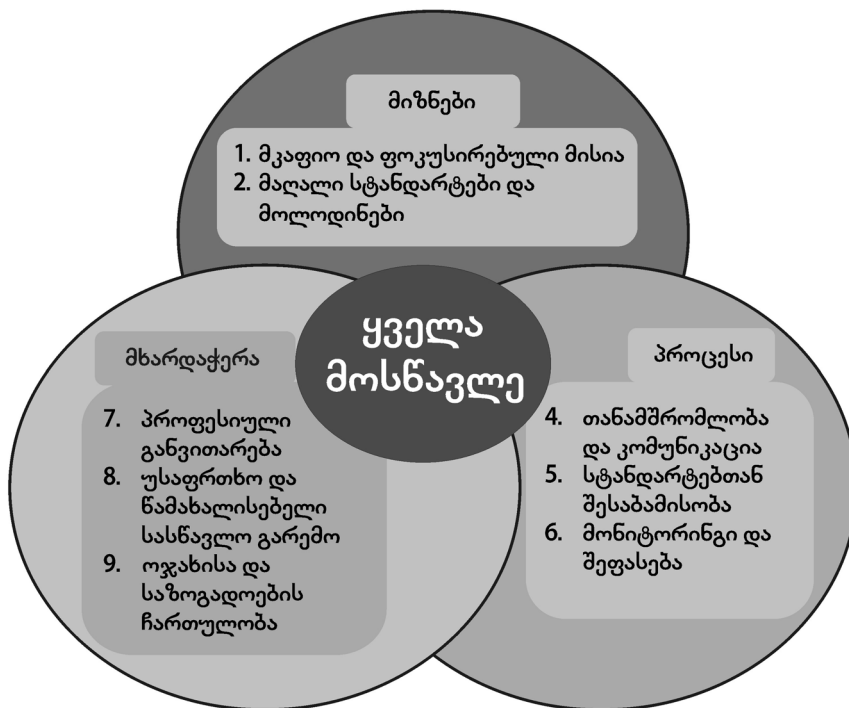 მიზნები
1. მკაფიო და ფოკუსირებული მისია
2. მაღალი სტანდარტები და
მოლოდინები
ყველა
მოსწავლე
მხარდაჭერა
7. პროფესიული
განვითარება
8. უსაფრთხო და
წამახალისებელი
სასწავლო გარემო
9. ოჯახისა და
საზოგადოების
ჩართულობა
პროცესი
4. თანამშრომლობა
და კომუნიკაცია
5. სტანდარტებთან
შესაბამისობა
6. მონიტორინგი და
შეფასება